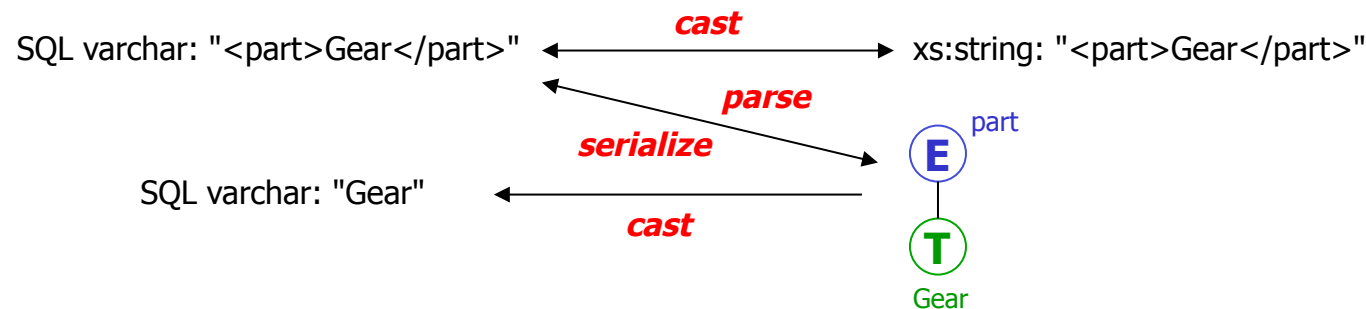 cast
SQL varchar: "<part>Gear</part>"
xs:string: "<part>Gear</part>"
parse
part
serialize
E
SQL varchar: "Gear"
cast
T
Gear